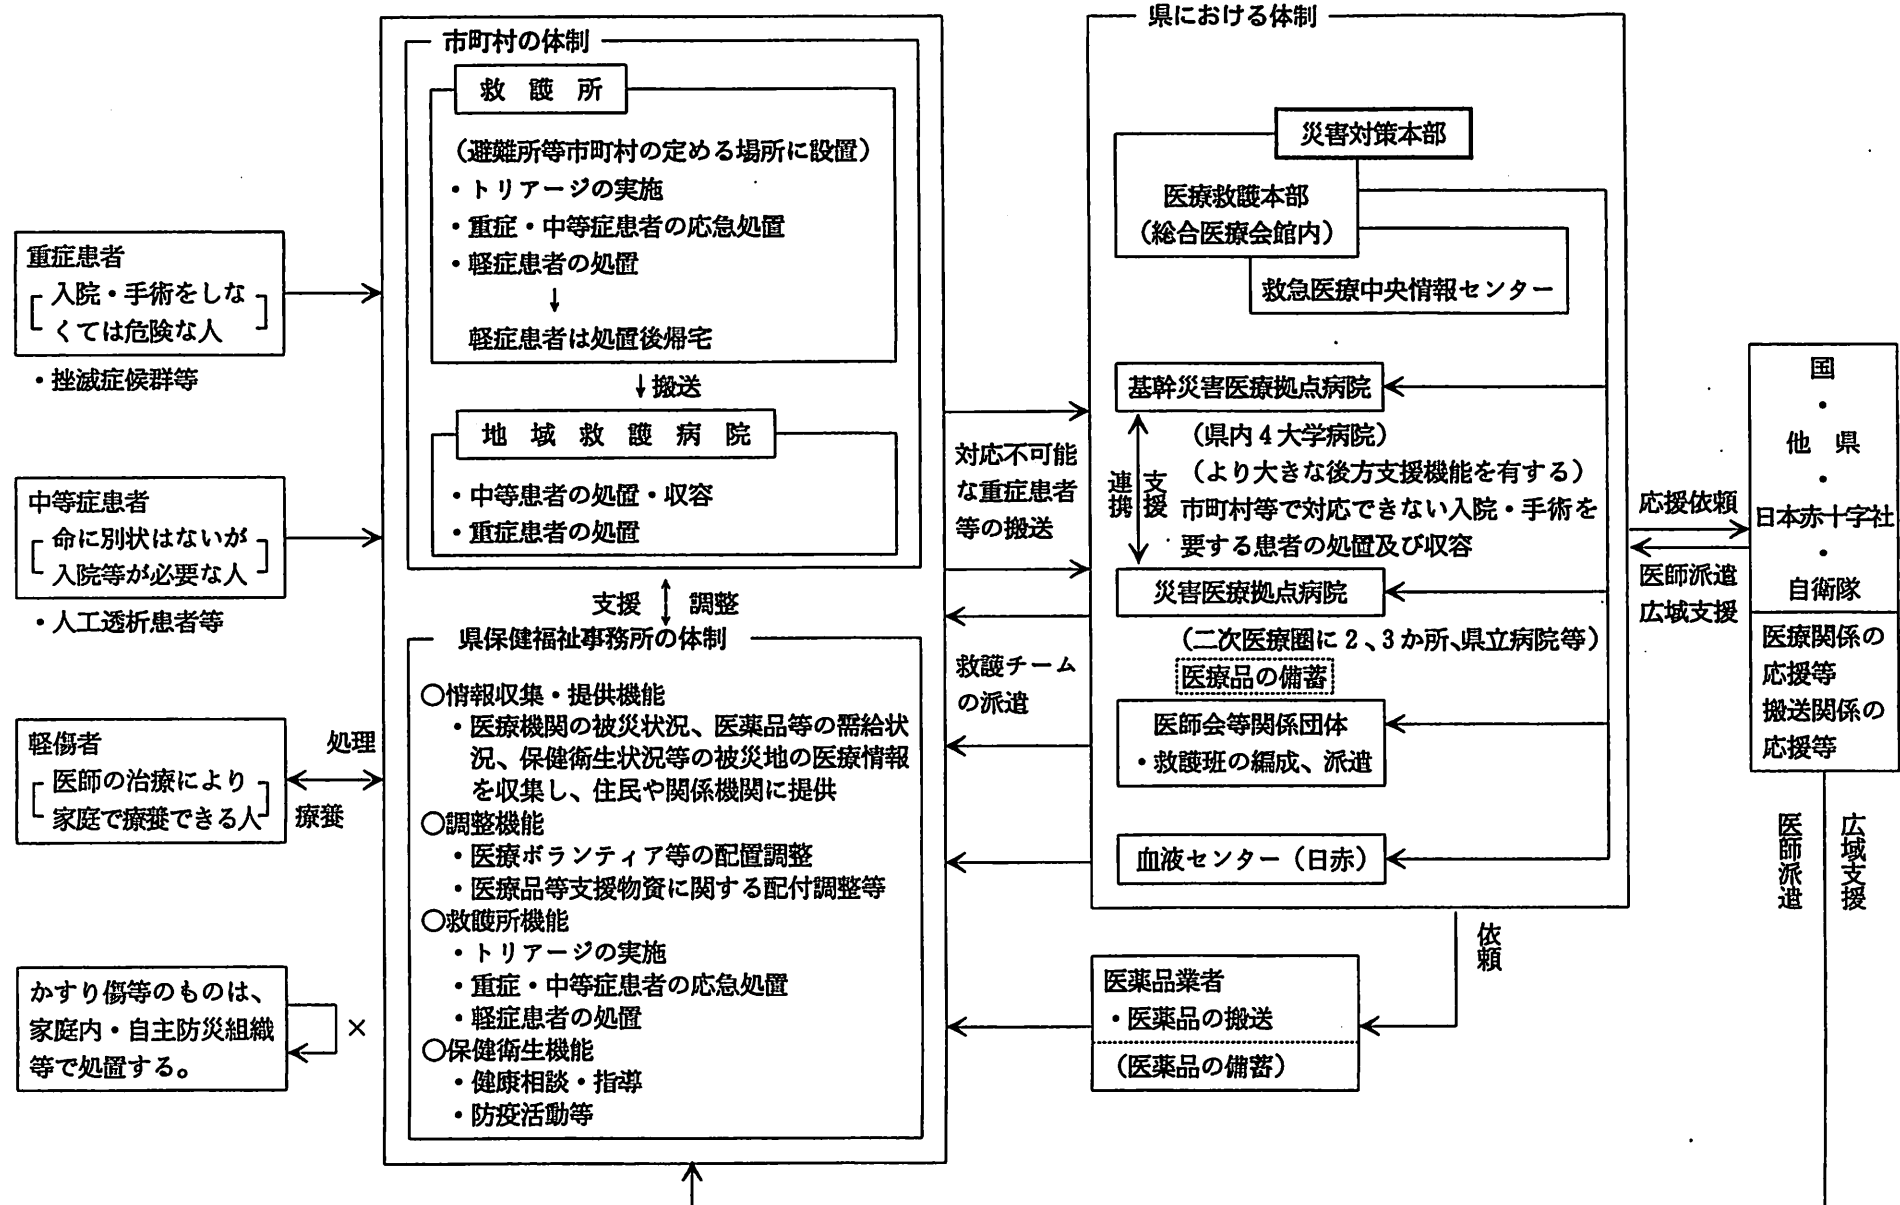 重症患者
入院・手術をしな
くては危険な人
・挫滅症候群等
中等症患者
命に別状はないが
入院等が必要な人
・人工透析患者等
軽傷者
医師の治療により
家庭で療養できる人
処理
療養
かすり傷等のものは、
家庭内・自主防災組織
等で処置する。
×
市町村の体制
救護所
（避難所等市町村の定める場所に設置）
・トリアージの実施
・重症・中等症患者の応急処置
・軽症患者の処置
↓
軽症患者は処置後帰宅
↓搬送
地域救護病院
・中等患者の処置・収容
・重症患者の処置
支援 調整
県保健福祉事務所の体制
○情報収集・提供機能
・医療機関の被災状況、医薬品等の需給状
況、保健衛生状況等の被災地の医療情報
を収集し、住民や関係機関に提供
○調整機能
・医療ボランティア等の配置調整
・医療品等支援物資に関する配付調整等
○救護所機能
・トリアージの実施
・重症・中等症患者の応急処置
・軽症患者の処置
○保健衛生機能
・健康相談・指導
・防疫活動等
対応不可能
な重症患者
等の搬送
救護チーム
の派遣
県における体制
災害対策本部
医療救護本部
（総合医療会館内）
救急医療中央情報センター
基幹災害医療拠点病院
（県内4大学病院）
（より大きな後方支援機能を有する）
市町村等で対応できない入院・手術を
要する患者の処置及び収容
連携
支援
災害医療拠点病院
（二次医療圏に2、3か所、県立病院等）
医療品の備蓄
医師会等関係団体
・救護班の編成、派遣
血液センター（日赤）
依頼
医薬品業者
・医薬品の搬送
（医薬品の備蓄）
応援依頼
医師派遣
広域支援
国
・
他県
・
日本赤十字社
・
自衛隊
医療関係の
応援等
搬送関係の
応援等
医師派遣
広域支援